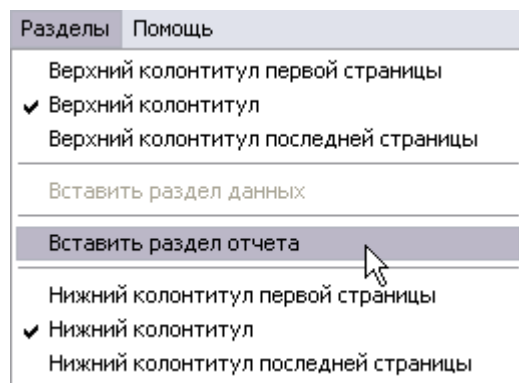 Разделы Помощь
Верхний колонтитул первой страницы
Верхний колонтитул
Верхний колонтитул последней страницы
Вставить раздел данных
Вставить раздел отчета
Нижний колонтитул первой страницы
Нижний колонтитул
Нижний колонтитул последней страницы